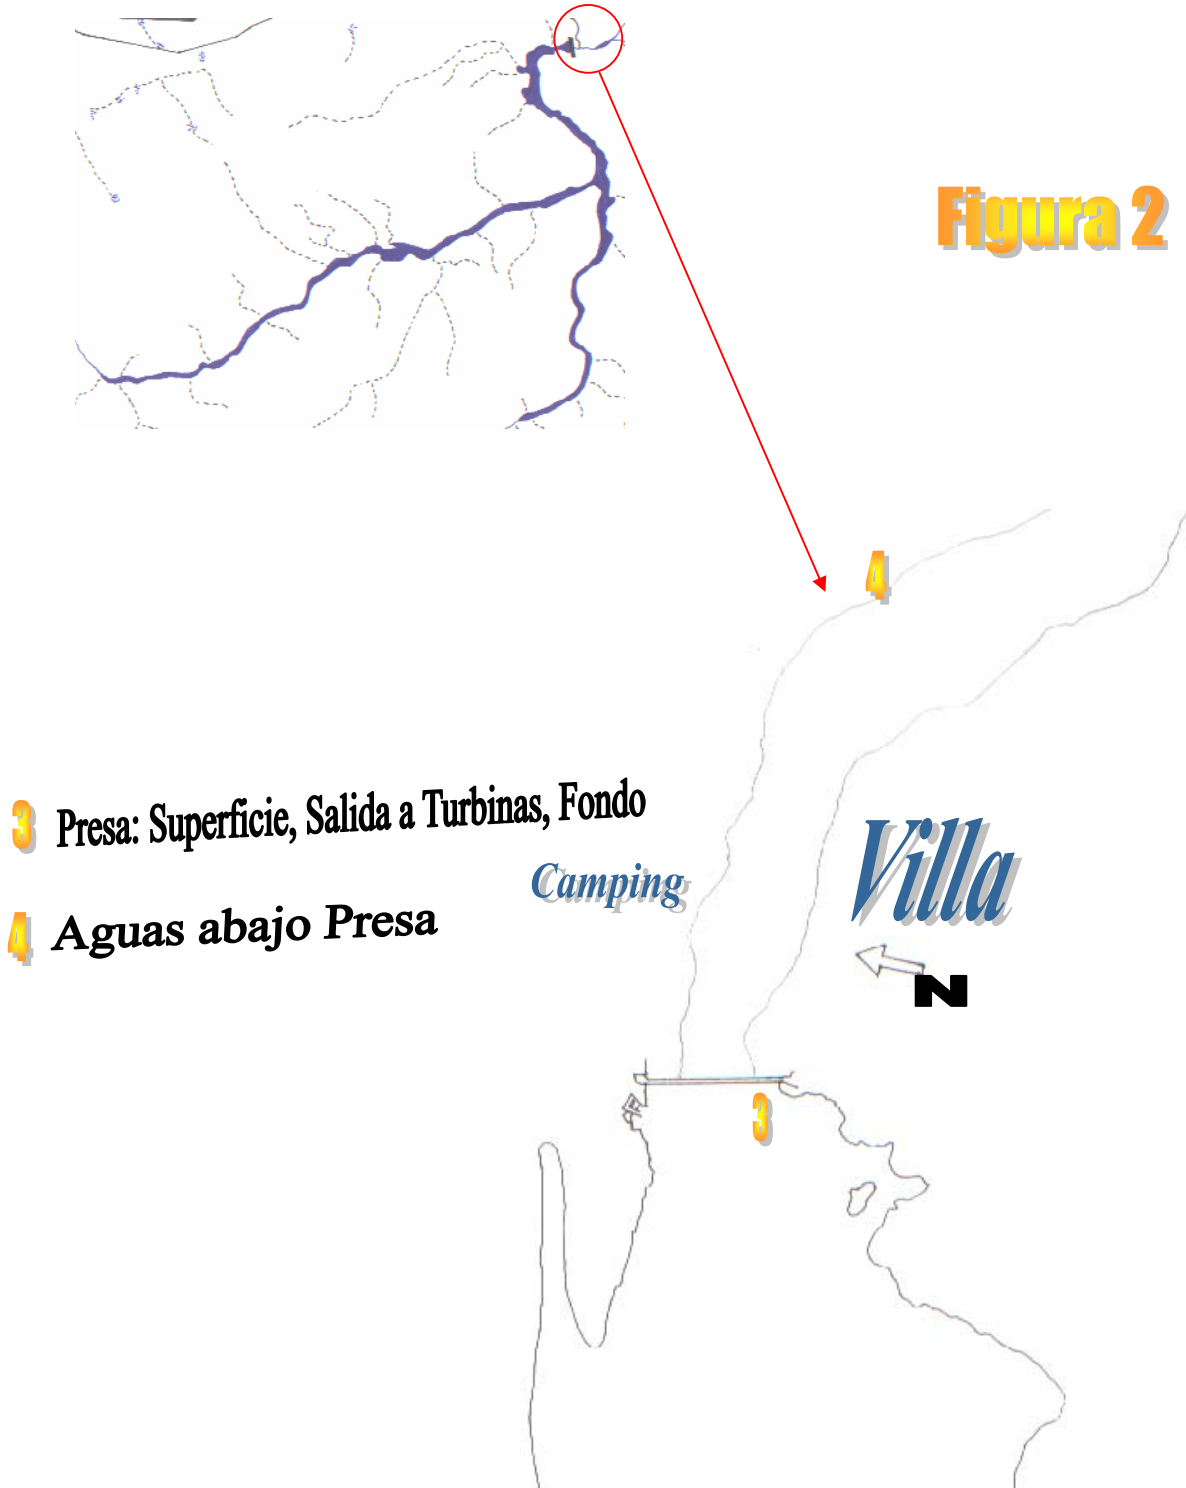 Figura 2
4
3 Presa: Superficie, Salida a Turbinas, Fondo
Villa
Camping
4 Aguas abajo Presa
N
3